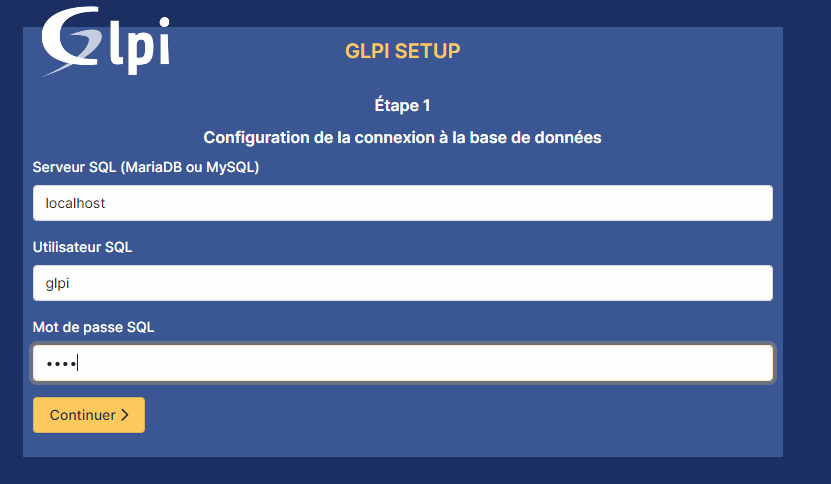 Glpi
GLPI SETUP
Étape 1
Configuration de la connexion à la base de données
Serveur SQL (MariaDB ou MySQL)
localhost
Utilisateur SQL
glpi
Mot de passe SQL
••••
Continuer